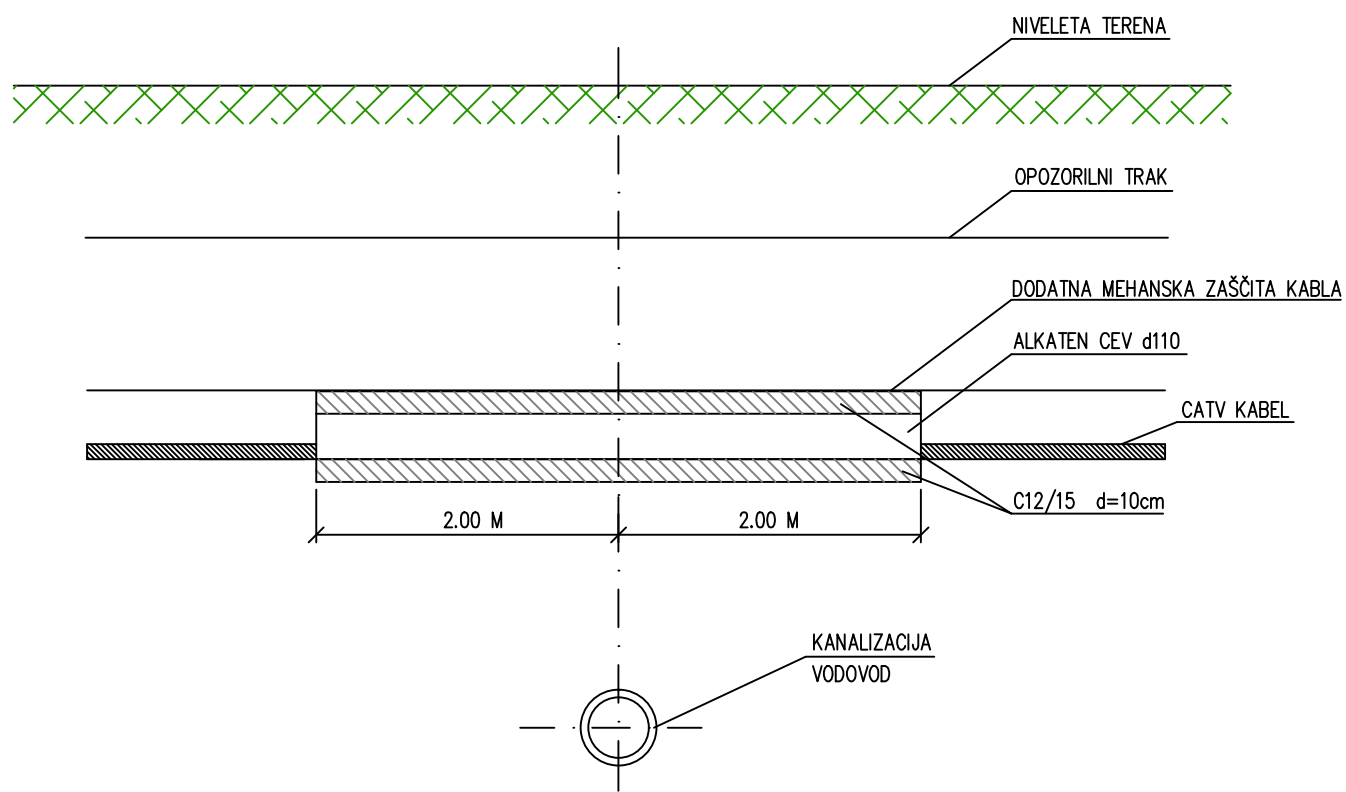 NIVELETA TERENA
OPOZORILNI TRAK
DODATNA MEHANSKA ZAŠČITA KABLA
ALKATEN CEV d110
CATV KABEL
C12/15 d=10cm
2.00 M
2.00 M
KANALIZACIJA
VODOVOD